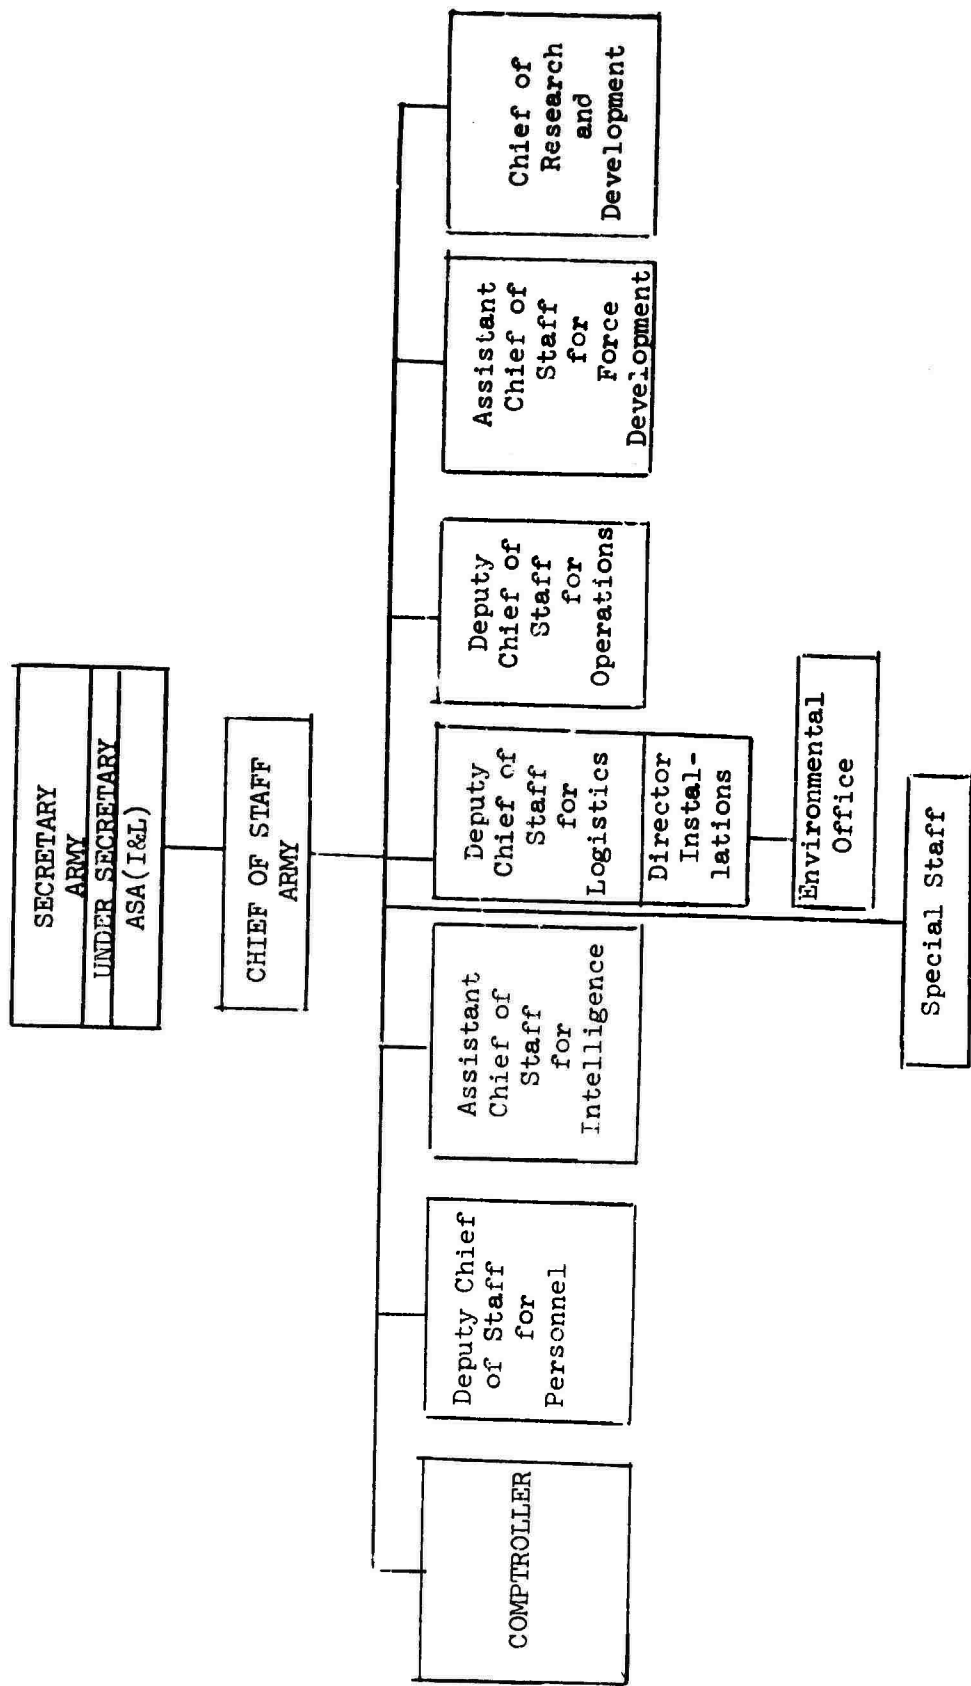 SECRETARY
ARMY
UNDER SECRETARY
ASA(I&L)
CHIEF OF STAFF
ARMY
COMPTROLLER
Deputy Chief
of Staff
for
Personnel
Assistant
Chief of
Staff
for
Intelligence
Deputy
Chief of
Staff
for
Logistics
Director
Instal-
lations
Environmental
Office
Deputy
Chief of
Staff
for
Operations
Assistant
Chief of
Staff
for
Force
Development
Chief of
Research
and
Development
Special Staff